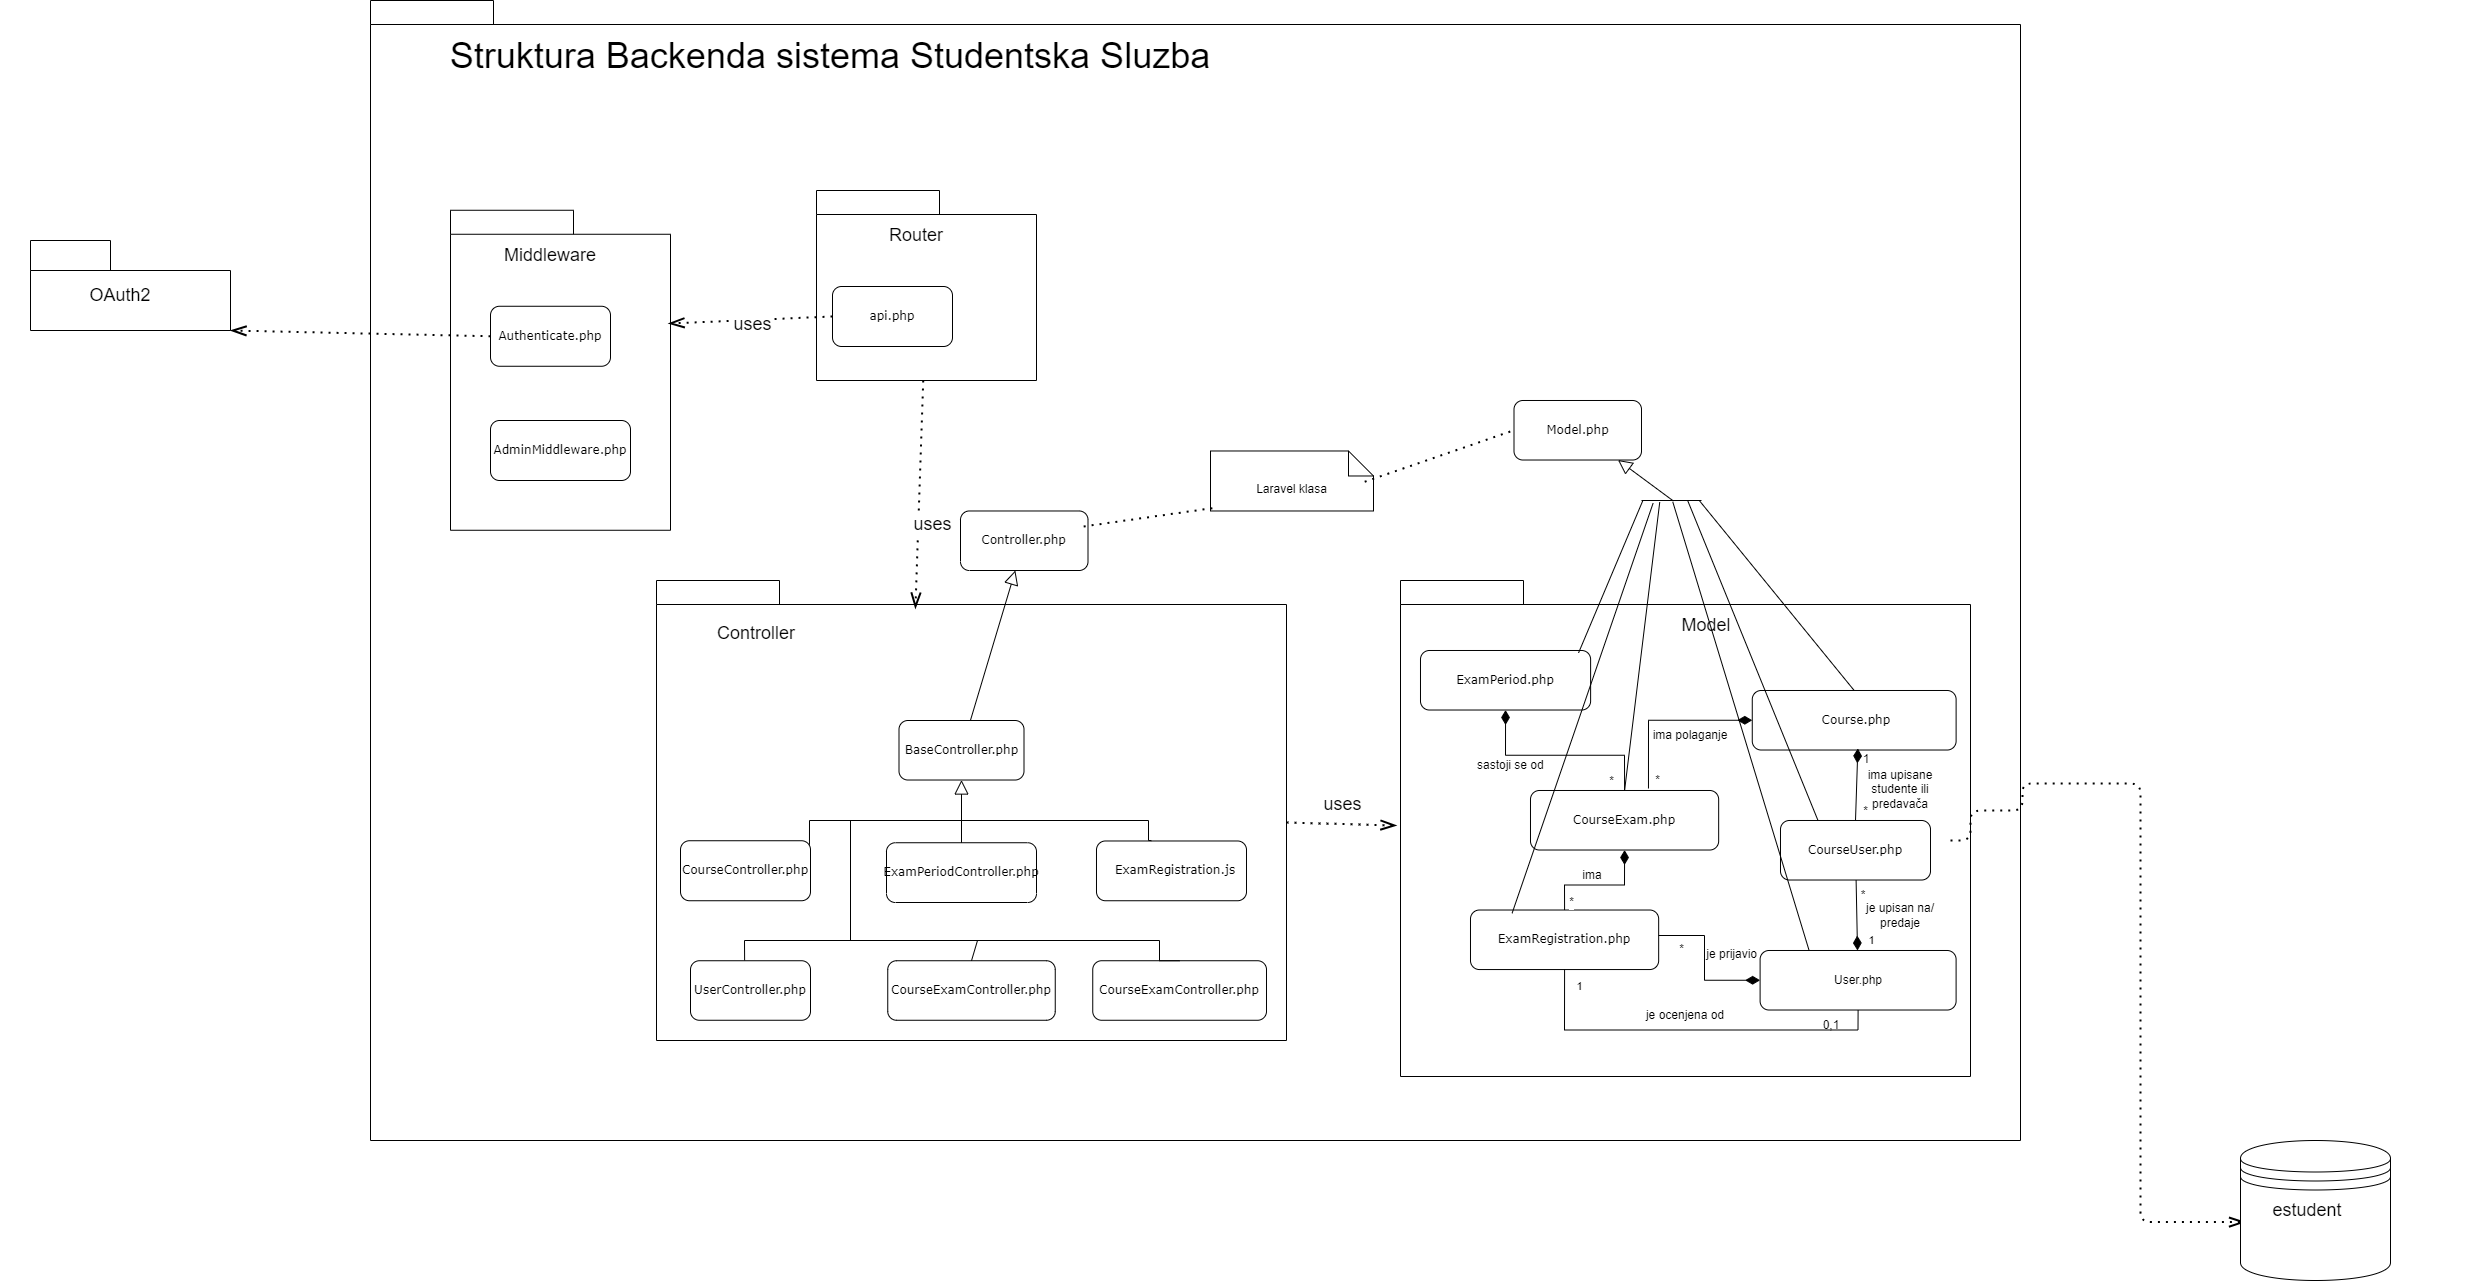 Struktura Backenda sistema Studentska Sluzba
Router
Middleware
OAuth2
api.php
uses
Authenticate.php
AdminMiddleware.php
Model.php
Laravel klasa
uses
Controller.php
Controller
Model
ExamPeriod.php
Course.php
ima polaganje
BaseController.php
1
sastoji se od
ima upisane
studente ili
predavača
*
*
*
uses
CourseExam.php
CourseUser.php
CourseController.php
ExamPeriodController.php
ExamRegistration.js
ima
*
*
je upisan na/
predaje
ExamRegistration.php
1
*
je prijavio
UserController.php
CourseExamController.php
CourseExamController.php
User.php
1
je ocenjena od
0,1
estudent